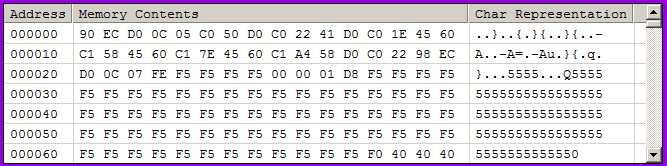 Address Memory Contents Char Representation
000000 90 EC D0 0C 05 C0 50 D0 C0 22 41 D0 C0 1E 45 60 ..}..{.}{..}{..-
000010 C1 58 45 60 C1 7E 45 60 C1 A4 58 D0 C0 22 98 EC A..-A=.-Au.}{.q.
000020 D0 0C 07 FE F5 F5 F5 F5 00 00 01 D8 F5 F5 F5 F5 }...5555...Q5555
000030 F5 F5 F5 F5 F5 F5 F5 F5 F5 F5 F5 F5 F5 F5 F5 F5 5555555555555555
000040 F5 F5 F5 F5 F5 F5 F5 F5 F5 F5 F5 F5 F5 F5 F5 F5 5555555555555555
000050 F5 F5 F5 F5 F5 F5 F5 F5 F5 F5 F5 F5 F5 F5 F5 F5 5555555555555555
000060 F5 F5 F5 F5 F5 F5 F5 F5 F5 F5 F5 F5 F0 40 40 40 5555555555550